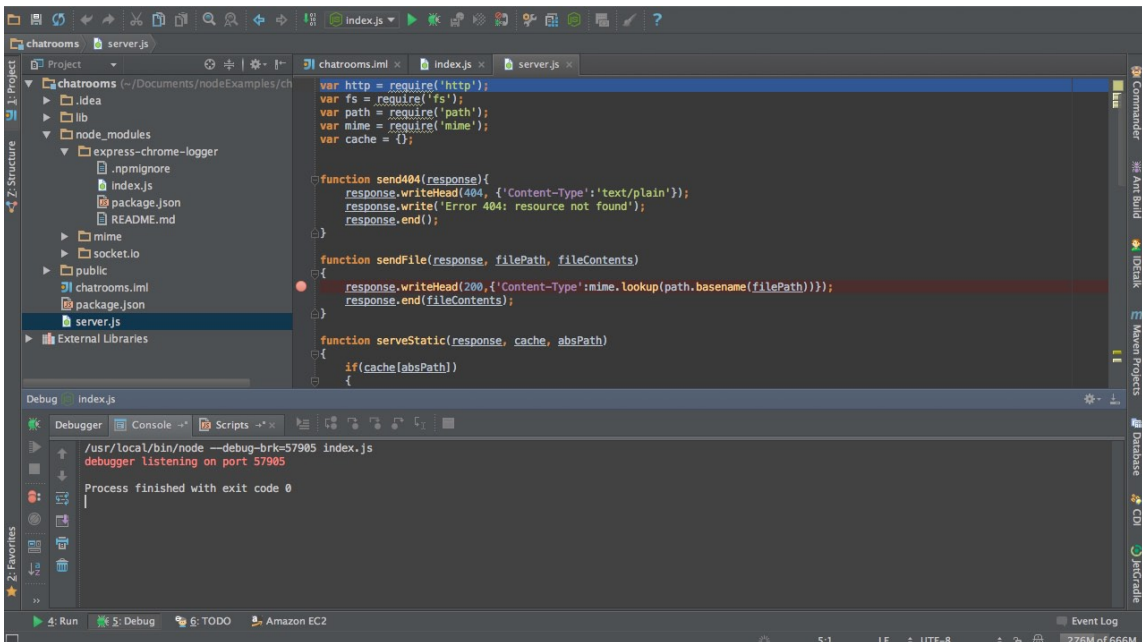 index.js
chatrooms
server.js
Project
chatrooms.iml
index.js
server.js
1: Project
Z: Structure
2: Favorites
chatrooms (~/Documents/nodeExamples/ch
.idea
lib
node_modules
express-chrome-logger
.npmignore
index.js
package.json
README.md
mime
socket.io
public
chatrooms.iml
package.json
server.js
External Libraries
var http = require('http');
var fs = require('fs');
var path = require('path');
var mime = require('mime');
var cache = {};
function send404(response){
response.writeHead(404, {'Content-Type':'text/plain'});
response.write('Error 404: resource not found');
response.end();
}
function sendFile(response, filePath, fileContents)
{
response.writeHead(200,{'Content-Type':mime.lookup(path.basename(filePath))});
response.end(fileContents);
}
function serveStatic(response, cache, absPath)
{
if(cache[absPath])
{
Commander
Ant Build
IDEtalk
Maven Projects
Database
CDI
JetGradle
Debug
index.js
Debugger
Console
Scripts
/usr/local/bin/node --debug-brk=57905 index.js
debugger listening on port 57905
Process finished with exit code 0
4: Run
5: Debug
6: TODO
Amazon EC2
Event Log
5:1
LF
UTF-8
276M of 666M